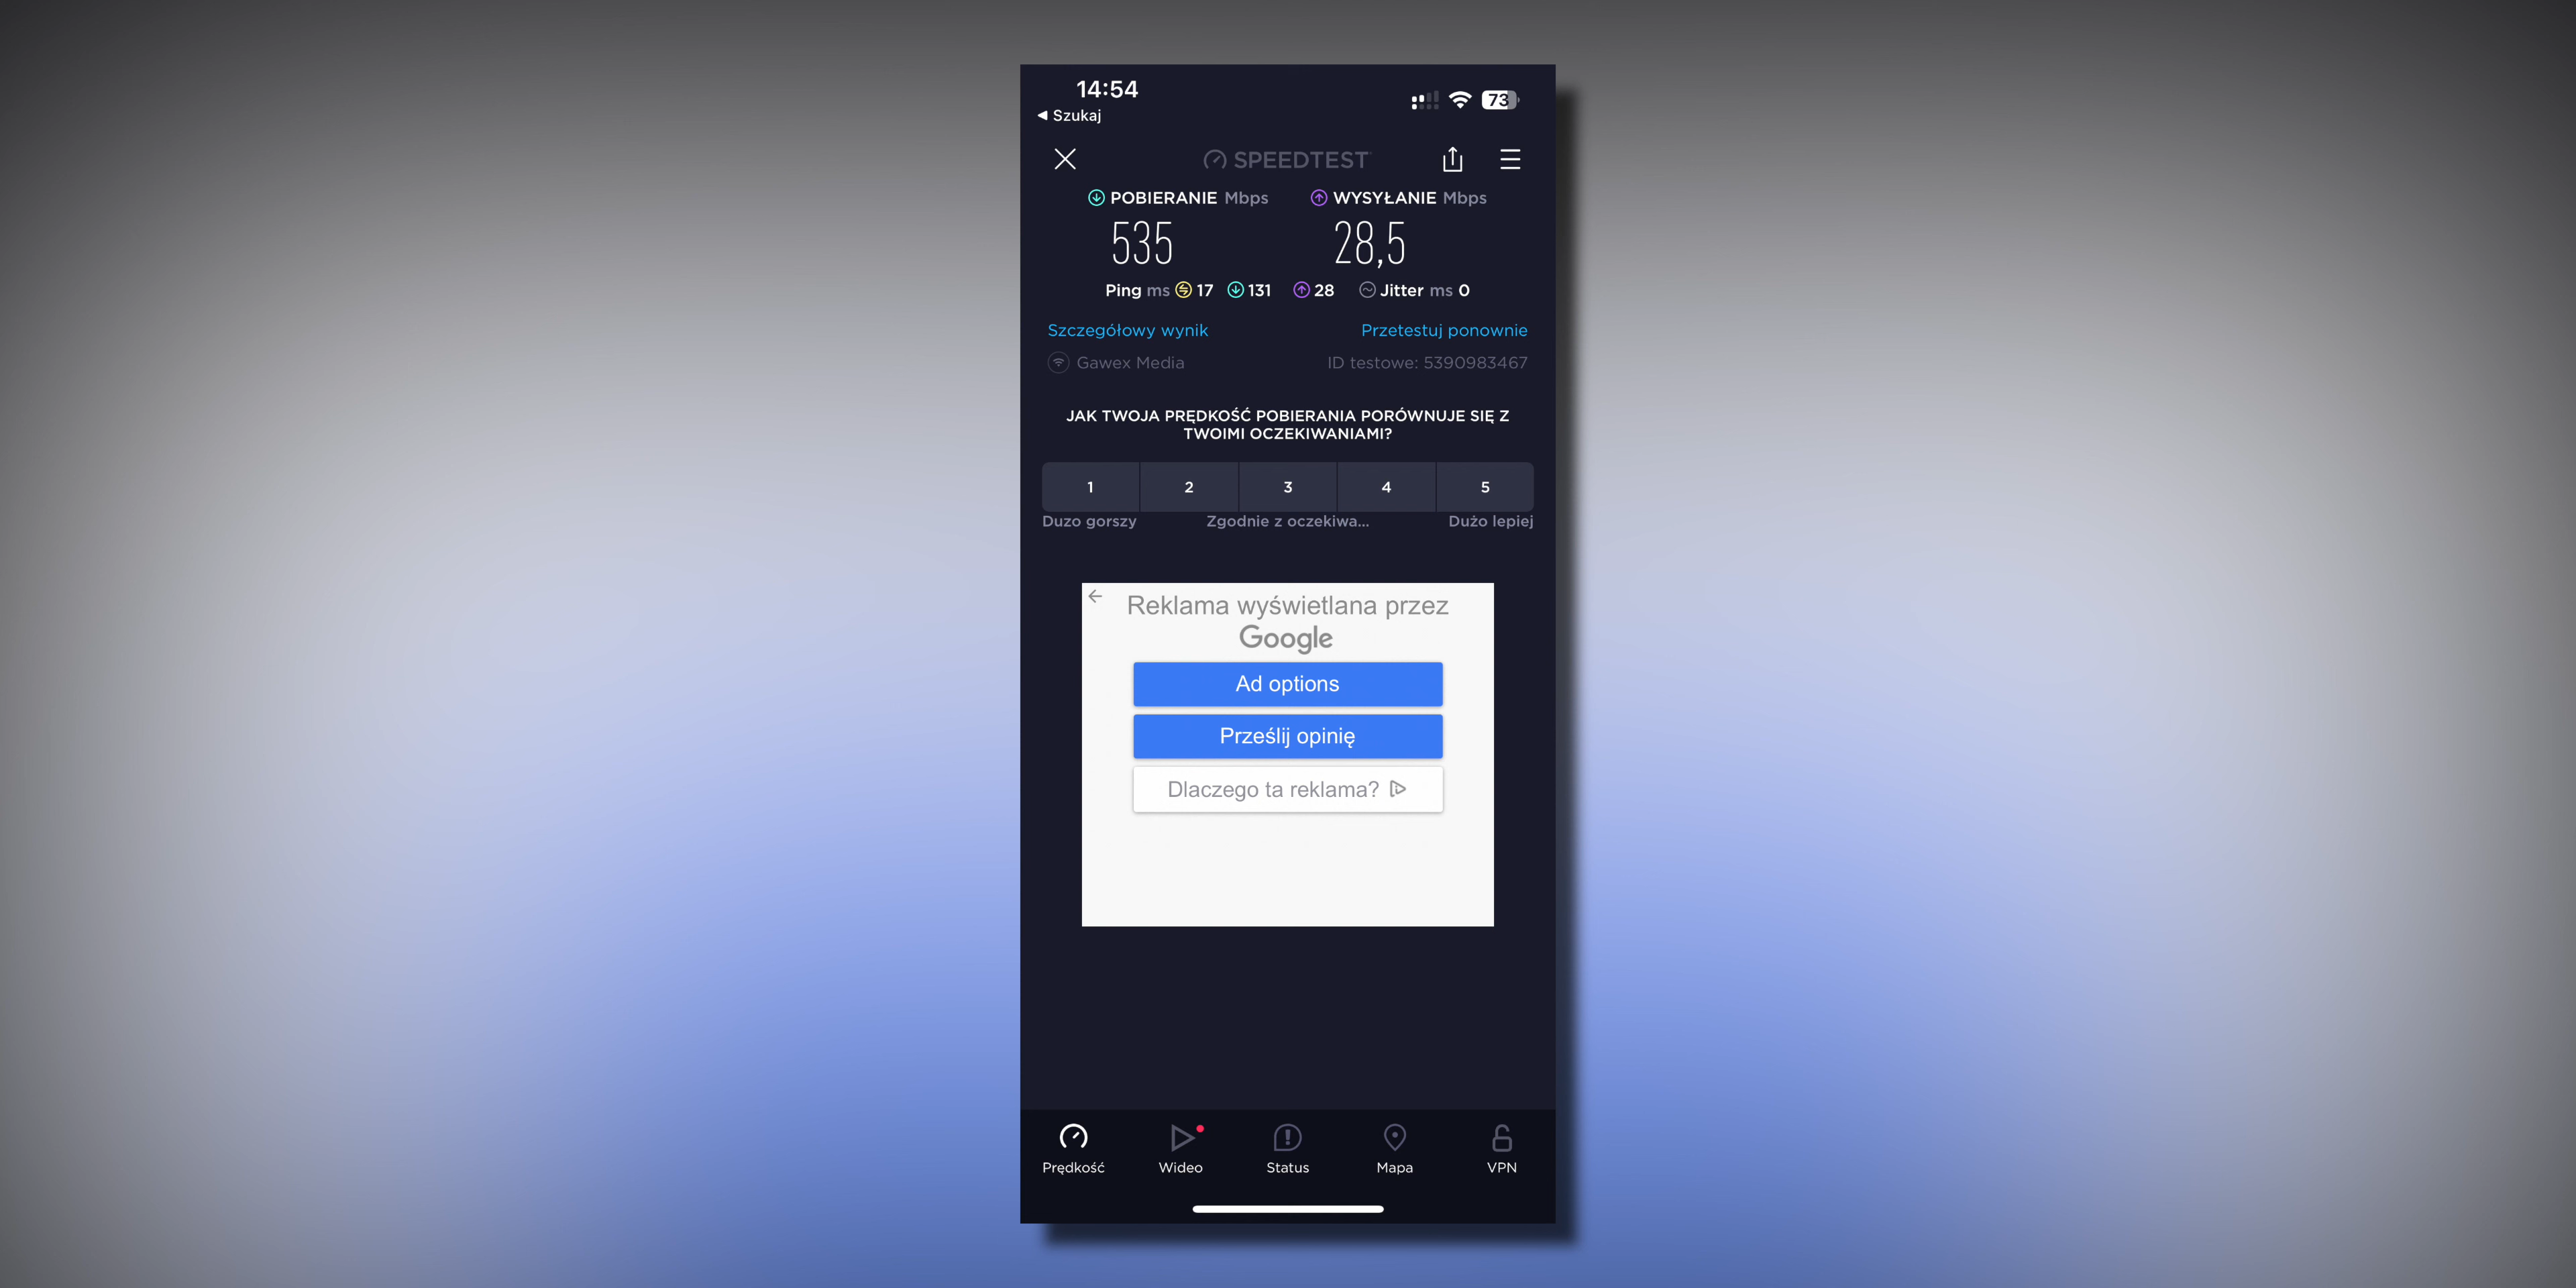 14:54
73
◀ Szukaj
SPEEDTEST
POBIERANIE Mbps
WYSYŁANIE Mbps
535
28,5
Ping ms 17 131 28 Jitter ms 0
Szczegółowy wynik
Przetestuj ponownie
Gawex Media
ID testowe: 5390983467
JAK TWOJA PRĘDKOŚĆ POBIERANIA PORÓWNUJE SIĘ Z
TWOIMI OCZEKIWANIAMI?
1 2 3 4 5
Duzo gorszy
Zgodnie z oczekiwa...
Dużo lepiej
Reklama wyświetlana przez
Google
Ad options
Prześlij opinię
Dlaczego ta reklama?
Prędkość
Wideo
Status
Mapa
VPN